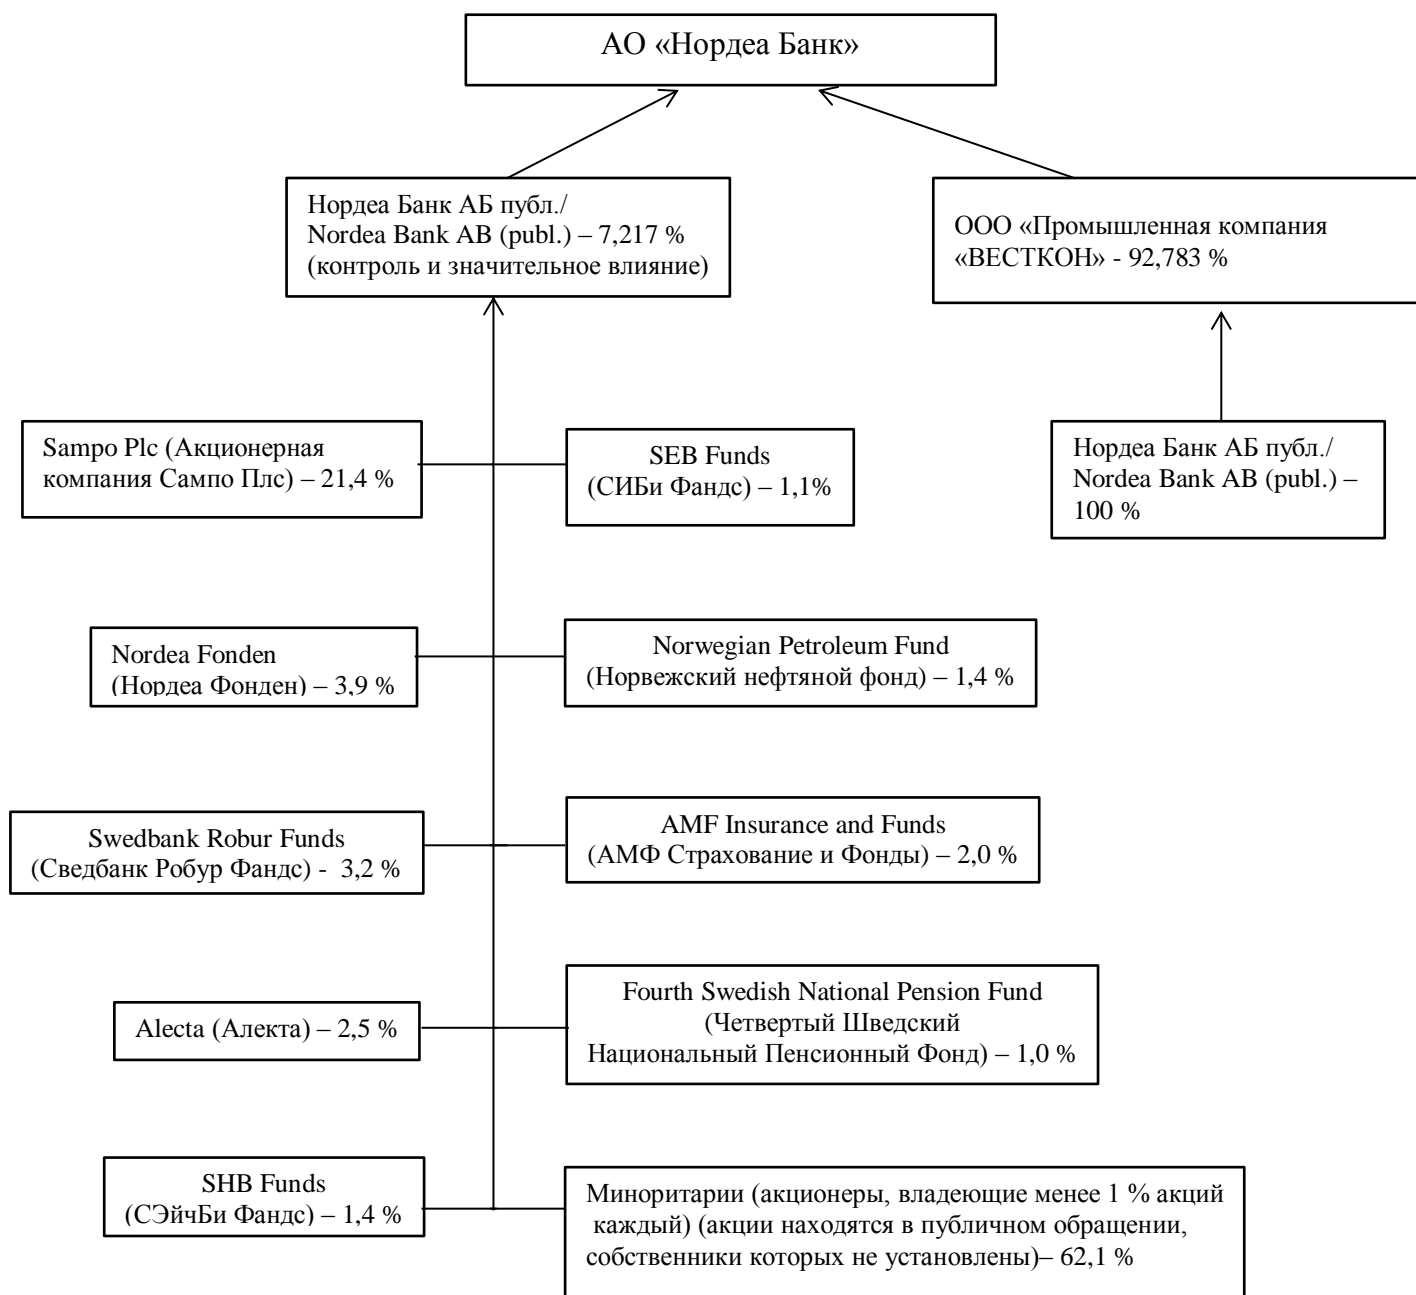 АО «Нордеа Банк»
Нордеа Банк АБ публ./
Nordea Bank AB (publ.) – 7,217 %
(контроль и значительное влияние)
ООО «Промышленная компания
«ВЕСТКОН» - 92,783 %
Sampo Plc (Акционерная
компания Сампо Плс) – 21,4 %
SEB Funds
(СИБи Фандс) – 1,1%
Нордеа Банк АБ публ./
Nordea Bank AB (publ.) –
100 %
Nordea Fonden
(Нордеа Фонден) – 3,9 %
Norwegian Petroleum Fund
(Норвежский нефтяной фонд) – 1,4 %
Swedbank Robur Funds
(Сведбанк Робур Фандс) - 3,2 %
AMF Insurance and Funds
(АМФ Страхование и Фонды) – 2,0 %
Alecta (Алекта) – 2,5 %
Fourth Swedish National Pension Fund
(Четвертый Шведский
Национальный Пенсионный Фонд) – 1,0 %
SHB Funds
(СЭйчБи Фандс) – 1,4 %
Миноритарии (акционеры, владеющие менее 1 % акций
каждый) (акции находятся в публичном обращении,
собственники которых не установлены)– 62,1 %